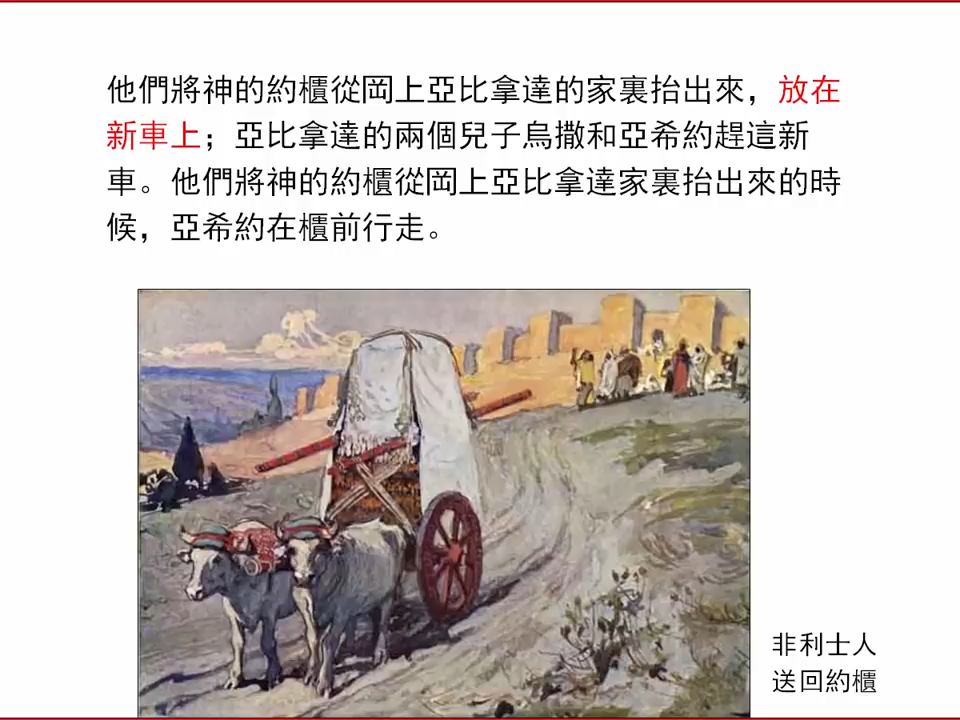 他們將神的約櫃從岡上亞比拿達的家裏抬出來，放在
新車上；亞比拿達的兩個兒子烏撒和亞希約趕這新
車。他們將神的約櫃從岡上亞比拿達家裏抬出來的時
候，亞希約在櫃前行走。
非利士人
送回約櫃